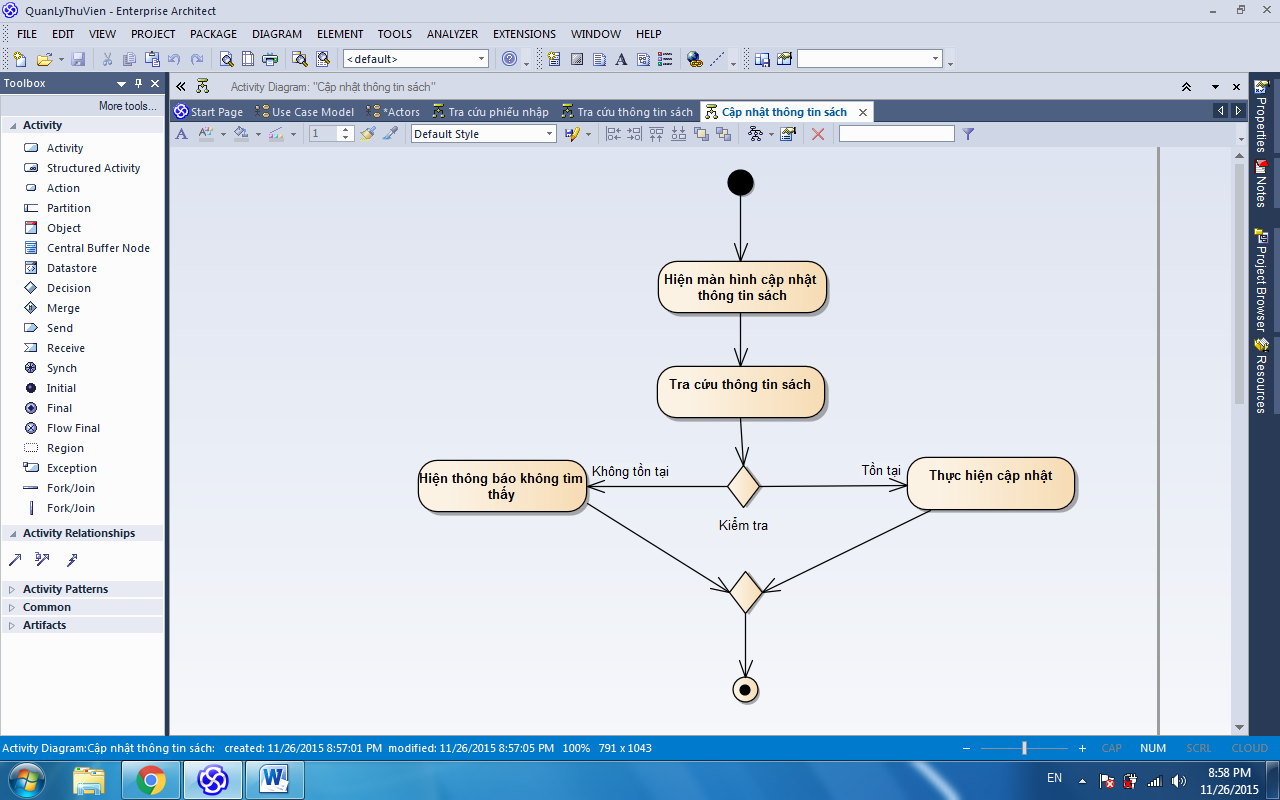 QuanLyThuVien - Enterprise Architect
FILE EDIT VIEW PROJECT PACKAGE DIAGRAM ELEMENT TOOLS ANALYZER EXTENSIONS WINDOW HELP
<default>
Toolbox
More tools...
Activity
Activity
Structured Activity
Action
Partition
Object
Central Buffer Node
Datastore
Decision
Merge
Send
Receive
Synch
Initial
Final
Flow Final
Region
Exception
Fork/Join
Fork/Join
Activity Relationships
Activity Patterns
Common
Artifacts
Activity Diagram: "Cập nhật thông tin sách"
Start Page Use Case Model *Actors Tra cứu phiếu nhập Tra cứu thông tin sách Cập nhật thông tin sách
1 Default Style
Hiện màn hình cập nhật
thông tin sách
Tra cứu thông tin sách
Không tồn tại
Tồn tại
Hiện thông báo không tìm
thấy
Thực hiện cập nhật
Kiểm tra
Properties
Notes
Project Browser
Resources
Activity Diagram:Cập nhật thông tin sách: created: 11/26/2015 8:57:01 PM modified: 11/26/2015 8:57:05 PM 100% 791 x 1043
CAP NUM SCRL CLOUD
EN
8:58 PM
11/26/2015